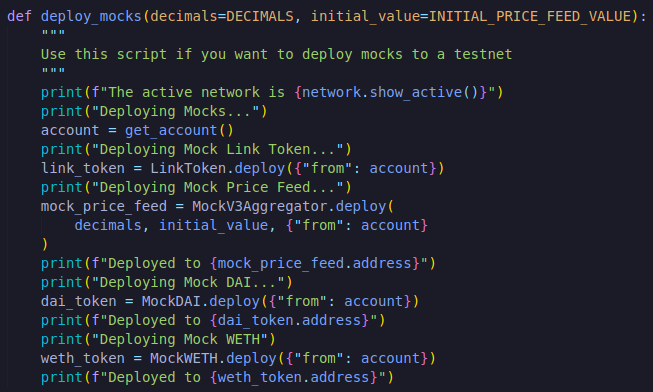 def deploy_mocks(decimals=DECIMALS, initial_value=INITIAL_PRICE_FEED_VALUE):
    """
    Use this script if you want to deploy mocks to a testnet
    """
    print(f"The active network is {network.show_active()}")
    print("Deploying Mocks...")
    account = get_account()
    print("Deploying Mock Link Token...")
    link_token = LinkToken.deploy({"from": account})
    print("Deploying Mock Price Feed...")
    mock_price_feed = MockV3Aggregator.deploy(
        decimals, initial_value, {"from": account}
    )
    print(f"Deployed to {mock_price_feed.address}")
    print("Deploying Mock DAI...")
    dai_token = MockDAI.deploy({"from": account})
    print(f"Deployed to {dai_token.address}")
    print("Deploying Mock WETH")
    weth_token = MockWETH.deploy({"from": account})
    print(f"Deployed to {weth_token.address}")